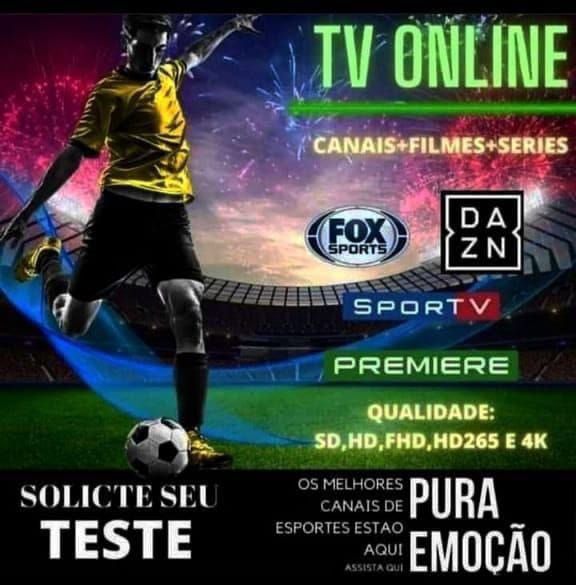 TV ONLINE
CANAIS+FILMES+SERIES
FOX
SPORTS
DA
ZN
SPORTV
PREMIERE
QUALIDADE:
SD,HD,FHD,HD265 E 4K
SOLICTE SEU
TESTE
OS MELHORES
CANAIS DE
ESPORTES ESTAO
AQUI
ASSISTA QUI
PURA
EMOÇÃO